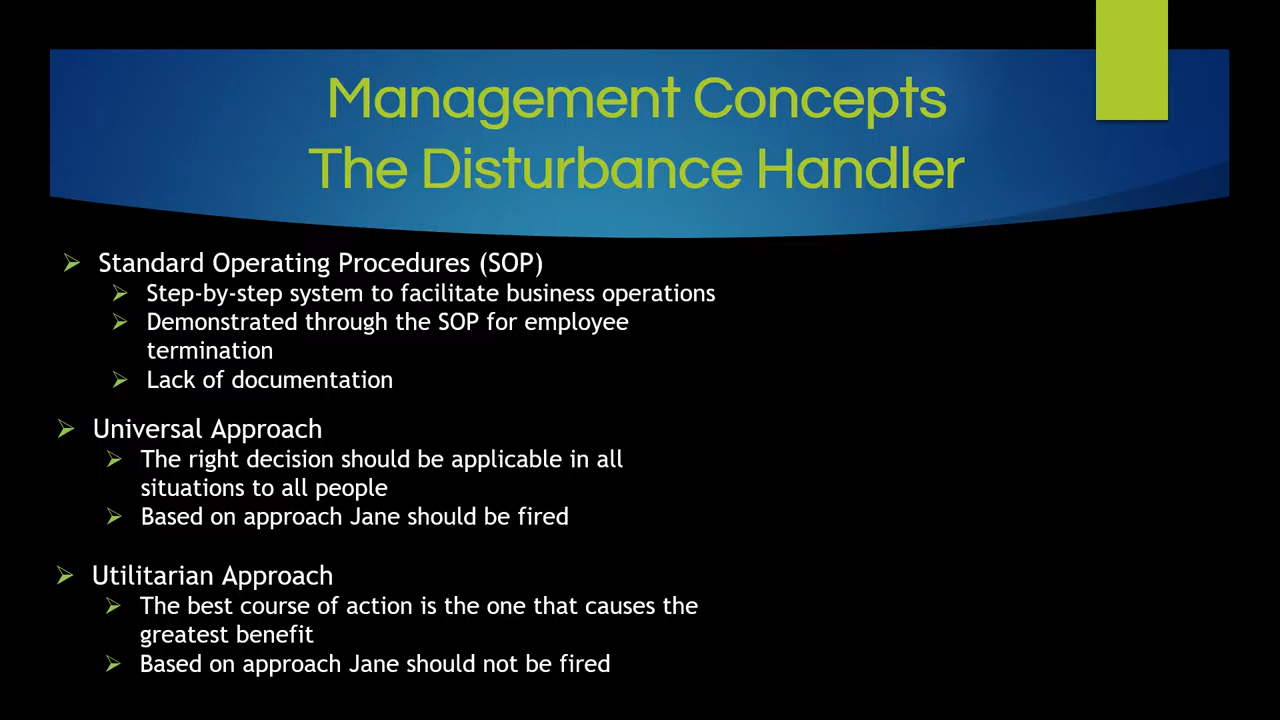 Management Concepts
The Disturbance Handler
Standard Operating Procedures (SOP)
Step-by-step system to facilitate business operations
Demonstrated through the SOP for employee
termination
Lack of documentation
Universal Approach
The right decision should be applicable in all
situations to all people
Based on approach Jane should be fired
Utilitarian Approach
The best course of action is the one that causes the
greatest benefit
Based on approach Jane should not be fired